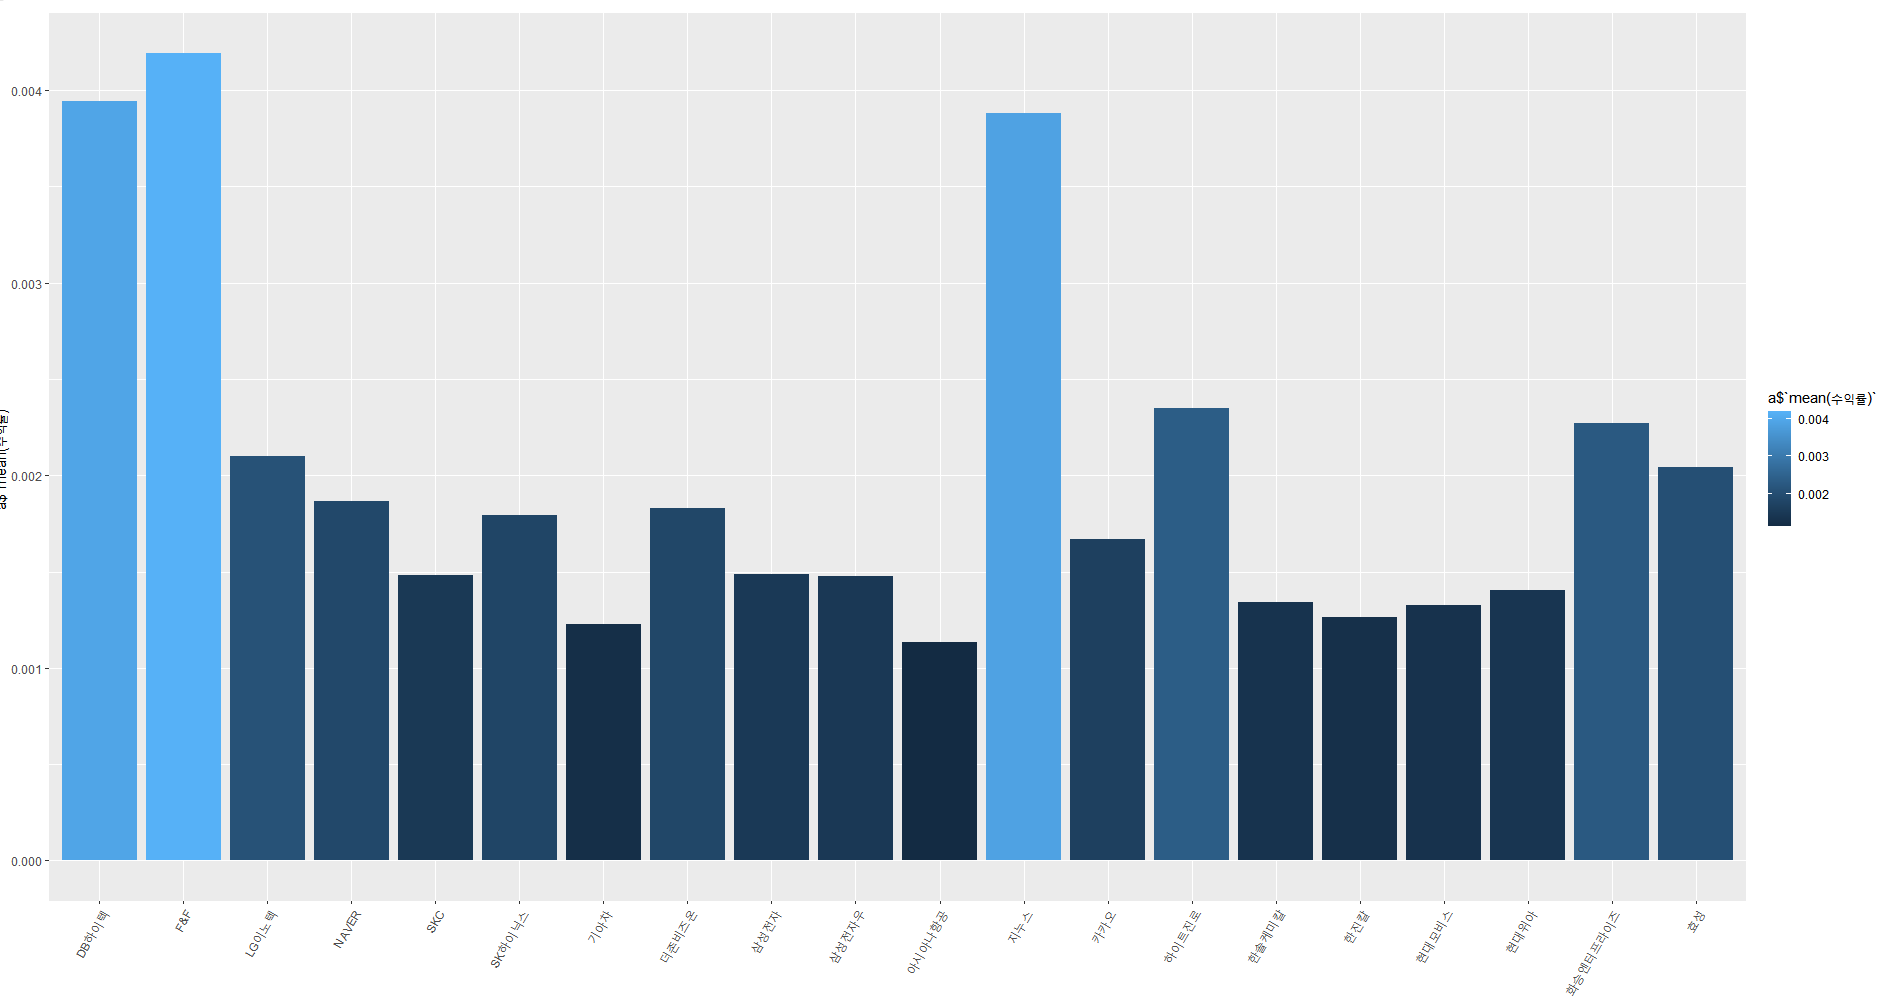 0.004
0.003
0.002
0.001
0.000
a$`mean(수익률)`
DB하이텍
F&F
LG이노텍
NAVER
SKC
SK하이닉스
기아차
더존비즈온
삼성전자
삼성전자우
아시아나항공
지누스
카카오
하이트진로
한솔케미칼
한진칼
현대모비스
현대위아
화승엔터프라이즈
효성
a$`mean(수익률)`
0.004
0.003
0.002